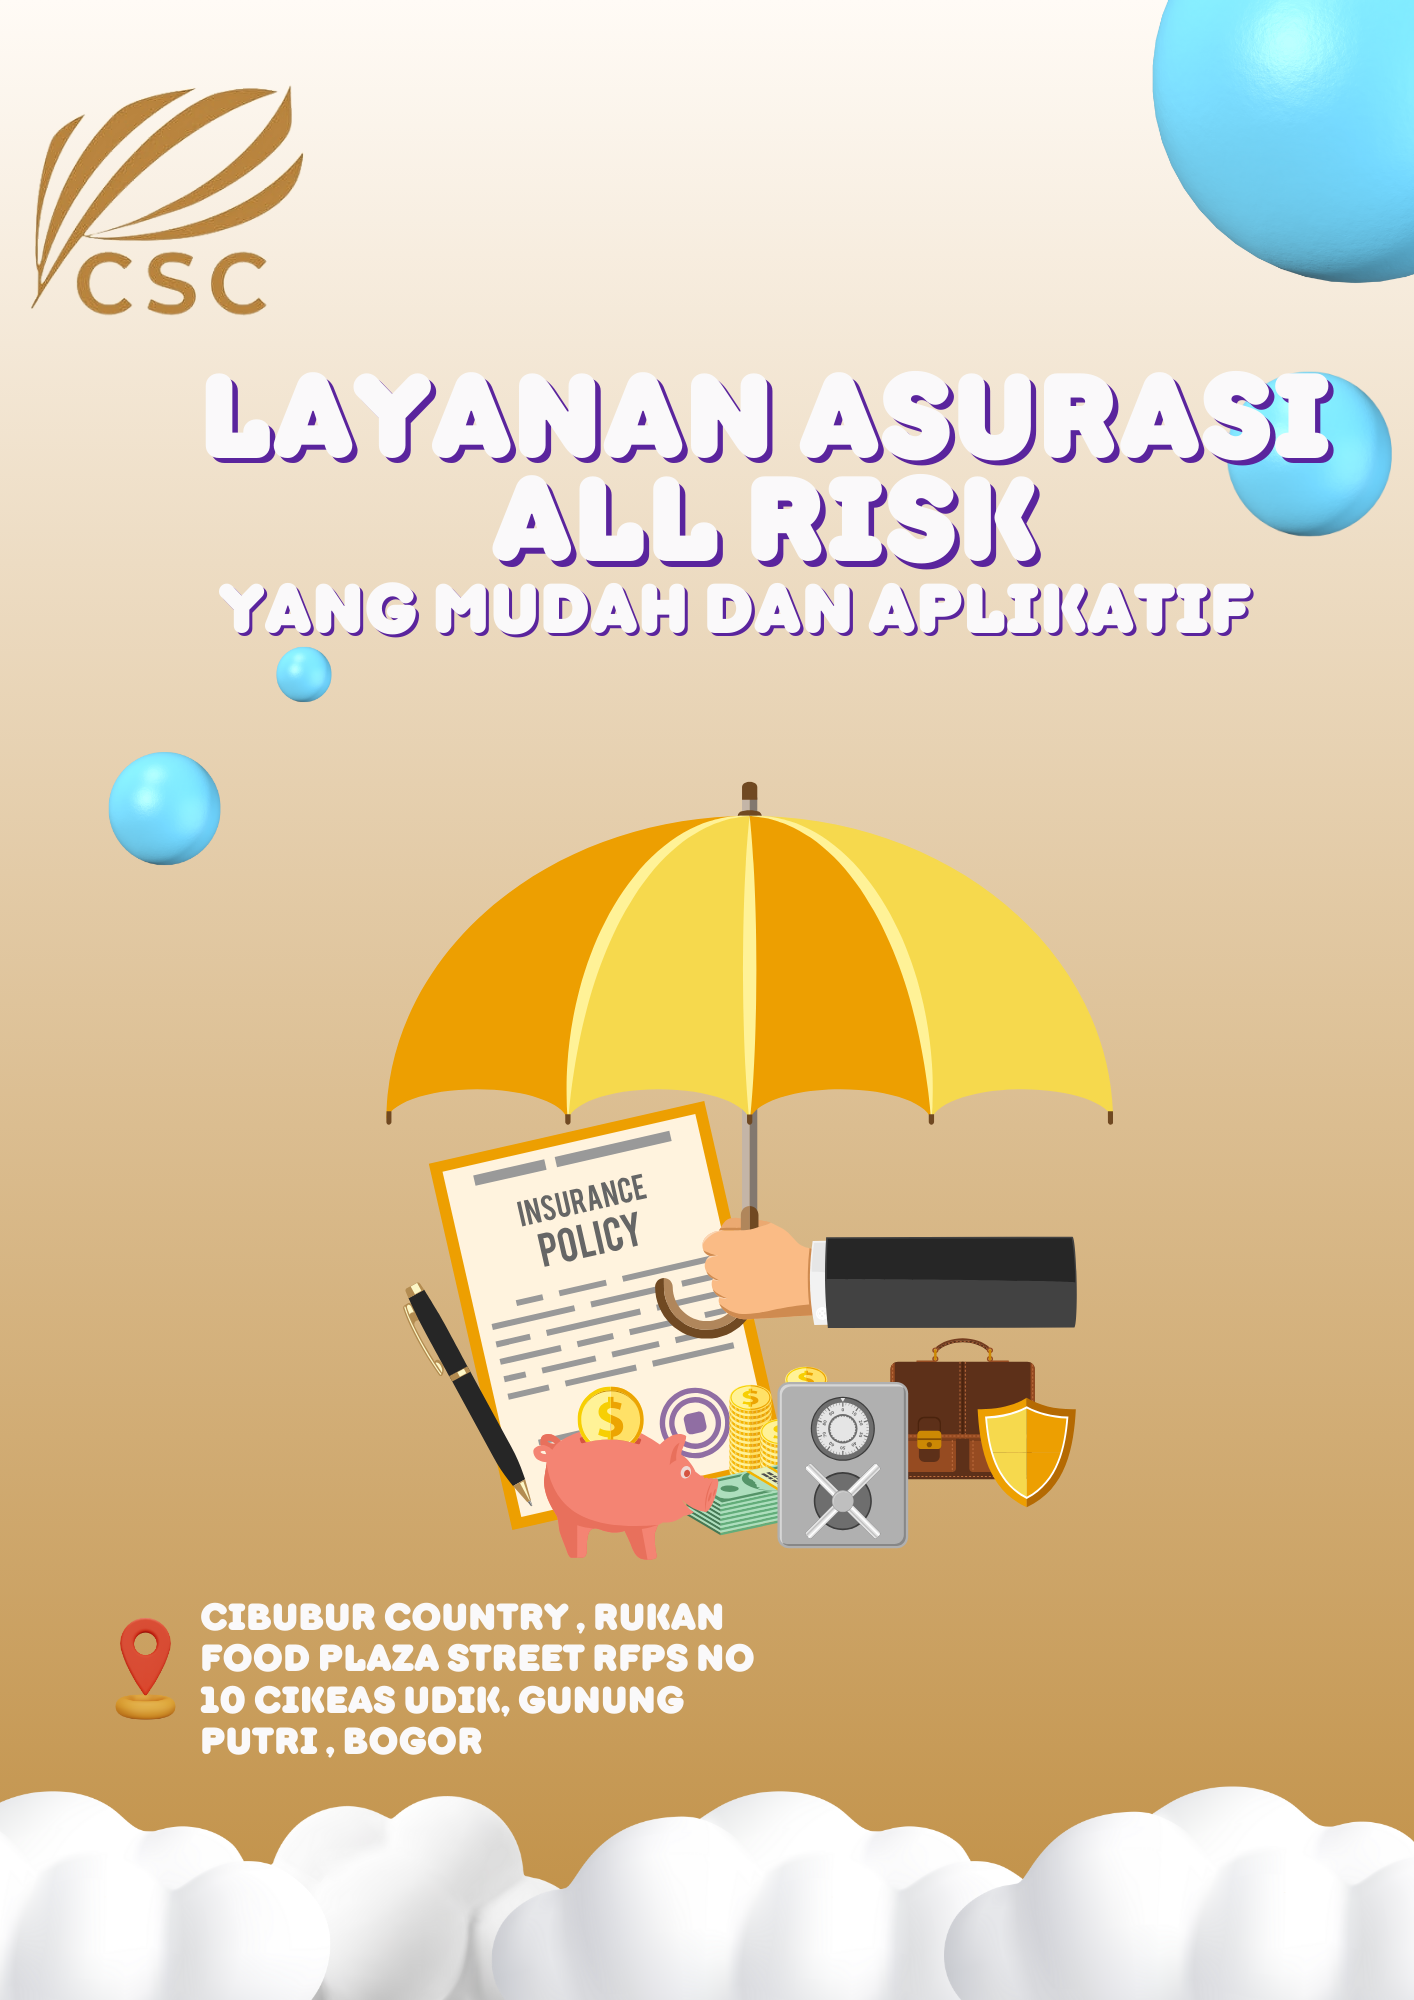 CSC
LAYANAN ASURASI
ALL RISK
YANG MUDAH DAN APLIKATIF
INSURANCE
POLICY
CIBUBUR COUNTRY , RUKAN
FOOD PLAZA STREET RFPS NO
10 CIKEAS UDIK, GUNUNG
PUTRI , BOGOR